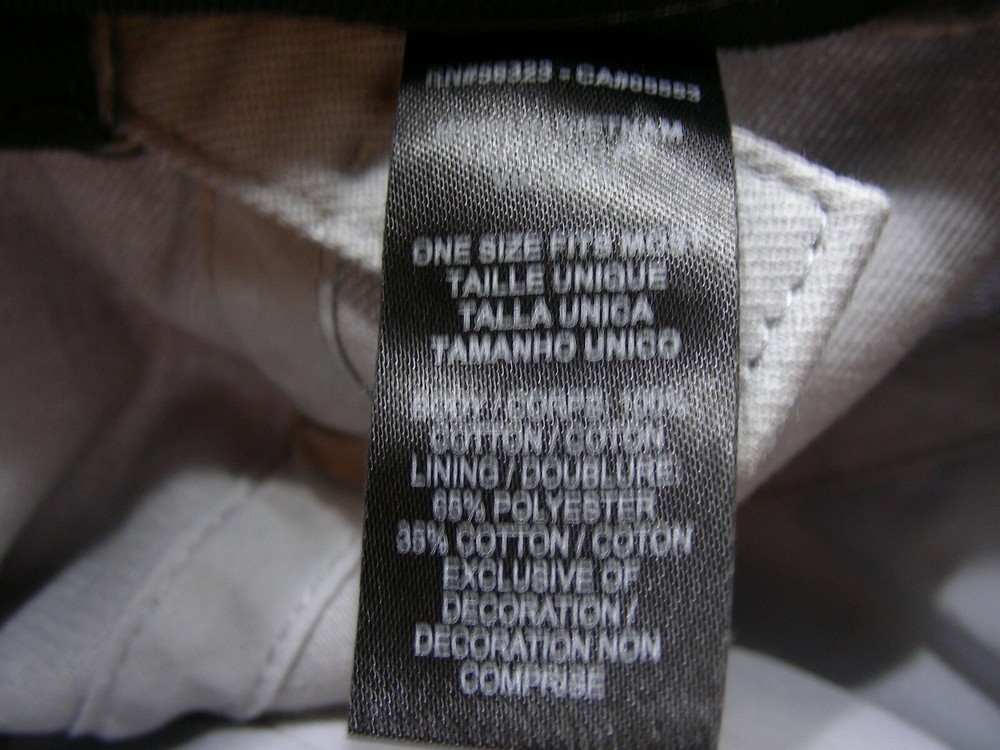 ONE SIZE FITS MOST
TAILLE UNIQUE
TALLA UNICA
TAMANHO UNICO
BODY / CORPS: 100%
COTTON / COTON
LINING / DOUBLURE
65% POLYESTER
35% COTTON / COTON
EXCLUSIVE OF
DECORATION /
DECORATION NON
COMPRISE